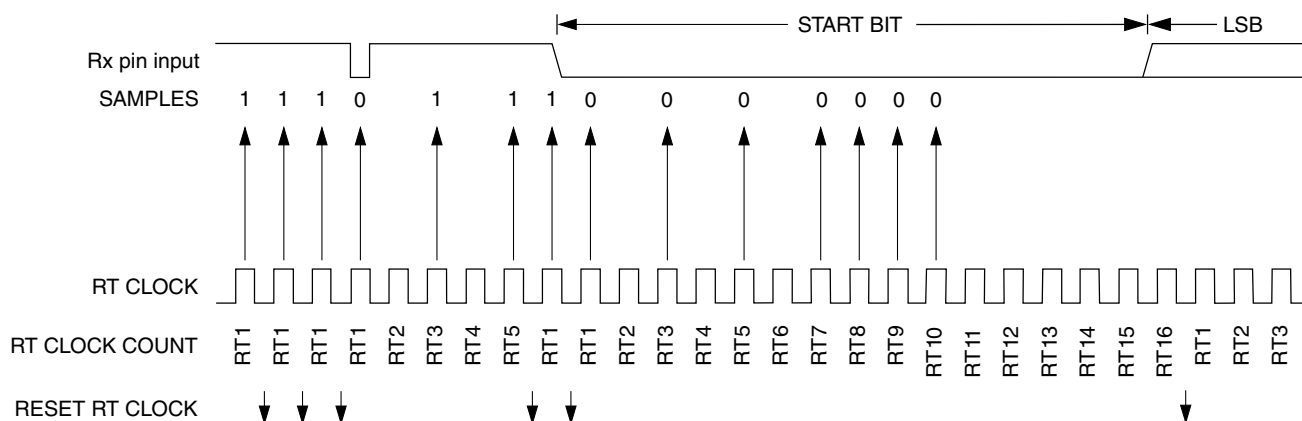 START BIT LSB
Rx pin input
SAMPLES 1 1 1 0 1 1 1 0 0 0 0 0 0 0
RT CLOCK
RT CLOCK COUNT RT1 RT1 RT1 RT1 RT2 RT3 RT4 RT5 RT1 RT1 RT2 RT3 RT4 RT5 RT6 RT7 RT8 RT9 RT10 RT11 RT12 RT13 RT14 RT15 RT16 RT1 RT2 RT3
RESET RT CLOCK